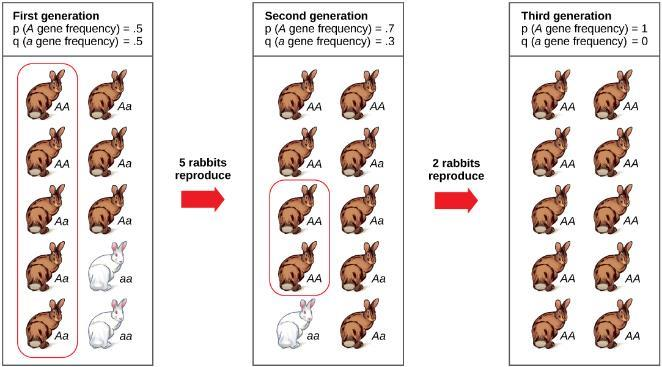 First generation
p (A gene frequency) = .5
q (a gene frequency) = .5
AA
Aa
AA
Aa
Aa
Aa
Aa
aa
Aa
aa
5 rabbits
reproduce
Second generation
p (A gene frequency) = .7
q (a gene frequency) = .3
AA
AA
AA
Aa
AA
Aa
AA
Aa
aa
Aa
2 rabbits
reproduce
Third generation
p (A gene frequency) = 1
q (a gene frequency) = 0
AA
AA
AA
AA
AA
AA
AA
AA
AA
AA